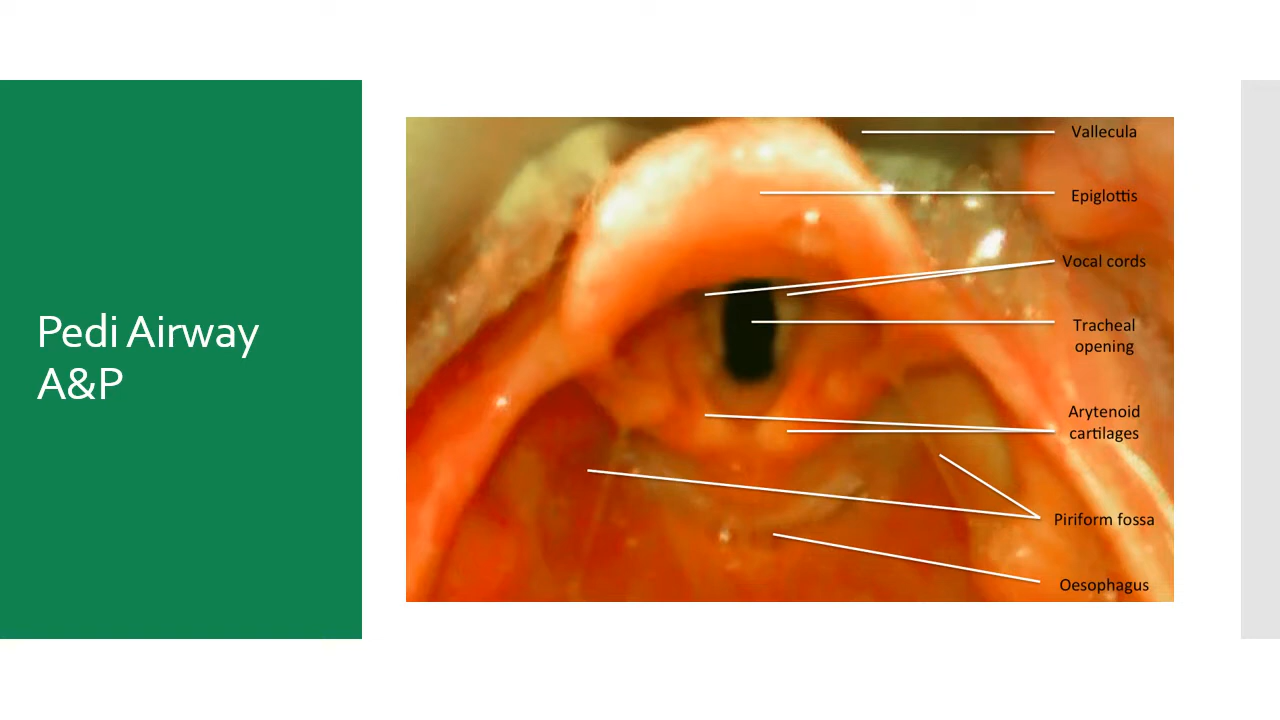 Pedi Airway
A&P
Vallecula
Epiglottis
Vocal cords
Tracheal
opening
Arytenoid
cartilages
Piriform fossa
Oesophagus